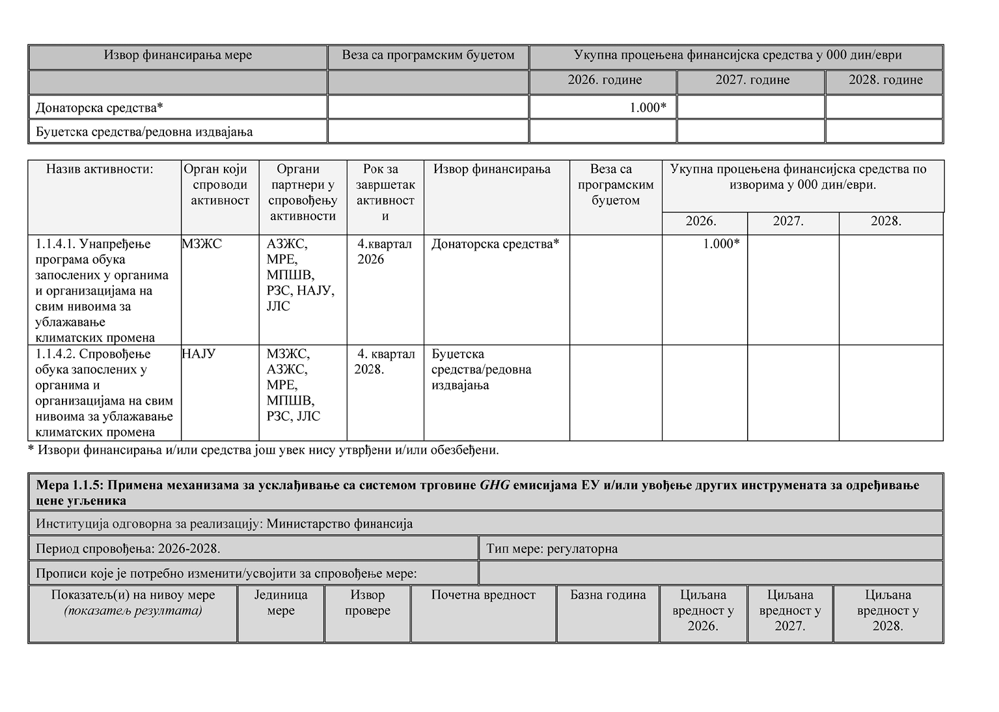 Извор финансирања мере
Веза са програмским буџетом
Укупна процењена финансијска средства у 000 дин/еври
2026. године
2027. године
2028. године
Донаторска средства*
1.000*
Буџетска средства/редовна издвајања
Назив активности:
Орган који
спроводи
активност
Органи
партнери у
спровођењу
активности
Рок за
завршетак
активност
и
Извор финансирања
Веза са
програмским
буџетом
Укупна процењена финансијска средства по
изворима у 000 дин/еври.
2026.
2027.
2028.
1.1.4.1. Унапређење
програма обука
запослених у органима
и организацијама на
свим нивоима за
ублажавање
климатских промена
МЗЖС
АЗЖС,
МРЕ,
МПШВ,
РЗС, НАЈУ,
ЈЛС
4.квартал
2026
Донаторска средства*
1.000*
1.1.4.2. Спровођење
обука запослених у
органима и
организацијама на свим
нивоима за ублажавање
климатских промена
НАЈУ
МЗЖС,
АЗЖС,
МРЕ,
МПШВ,
РЗС, ЈЛС
4. квартал
2028.
Буџетска
средства/редовна
издвајања
* Извори финансирања и/или средства још увек нису утврђени и/или обезбеђени.
Мера 1.1.5: Примена механизама за усклађивање са системом трговине GHG емисијама ЕУ и/или увођење других инструмената за одређивање
цене угљеника
Институција одговорна за реализацију: Министарство финансија
Период спровођења: 2026-2028.
Тип мере: регулаторна
Прописи које је потребно изменити/усвојити за спровођење мере:
Показатељ(и) на нивоу мере
(показатељ резултата)
Јединица
мере
Извор
провере
Почетна вредност
Базна година
Циљана
вредност у
2026.
Циљана
вредност у
2027.
Циљана
вредност у
2028.